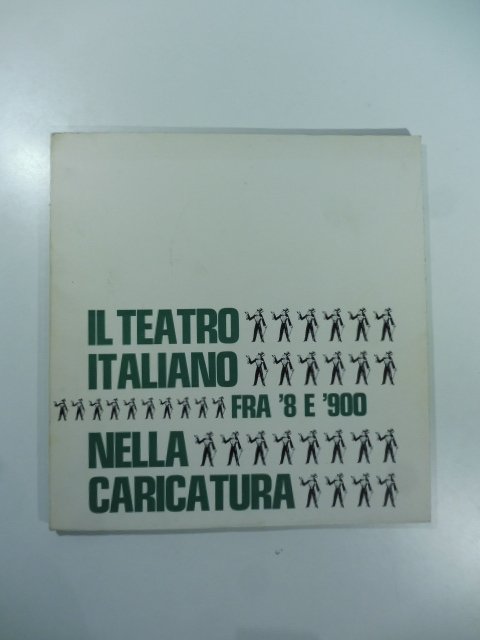 IL TEATRO
ITALIANO
FRA '8 E '900
NELLA
CARICATURA